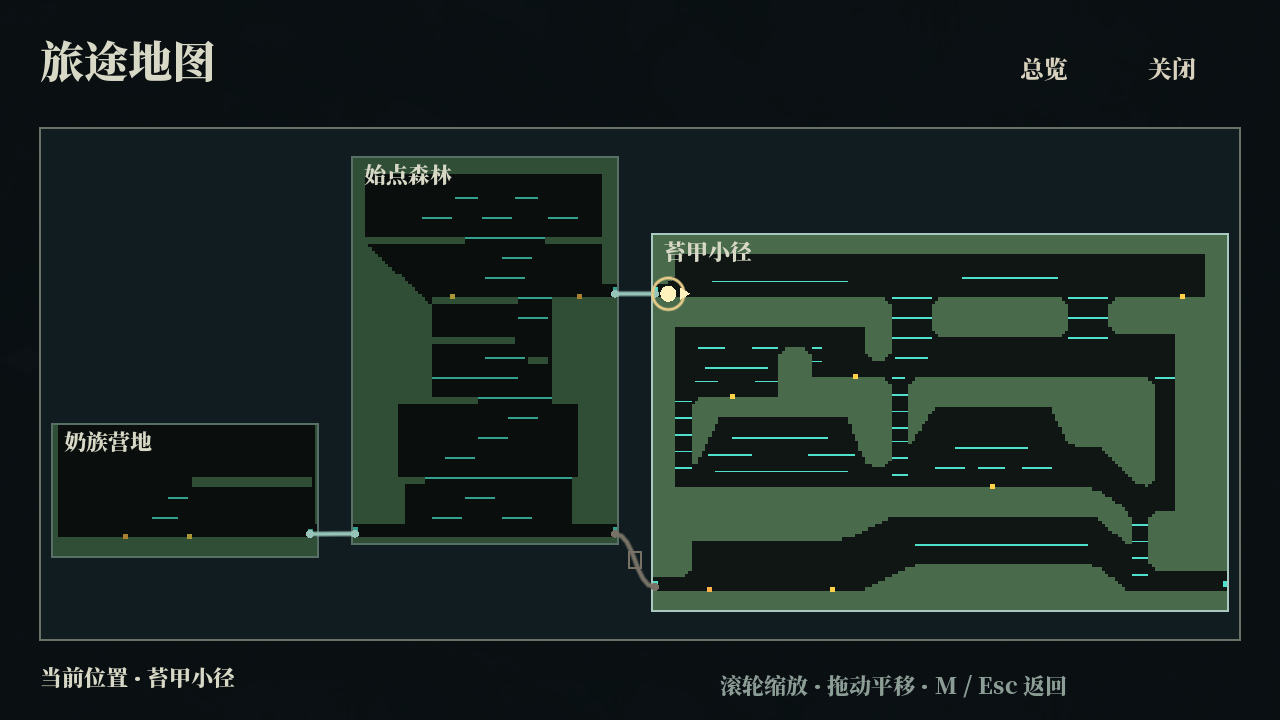 旅途地图
总览
关闭
始点森林
苔甲小径
奶族营地
当前位置 · 苔甲小径
滚轮缩放 · 拖动平移 · M / Esc 返回